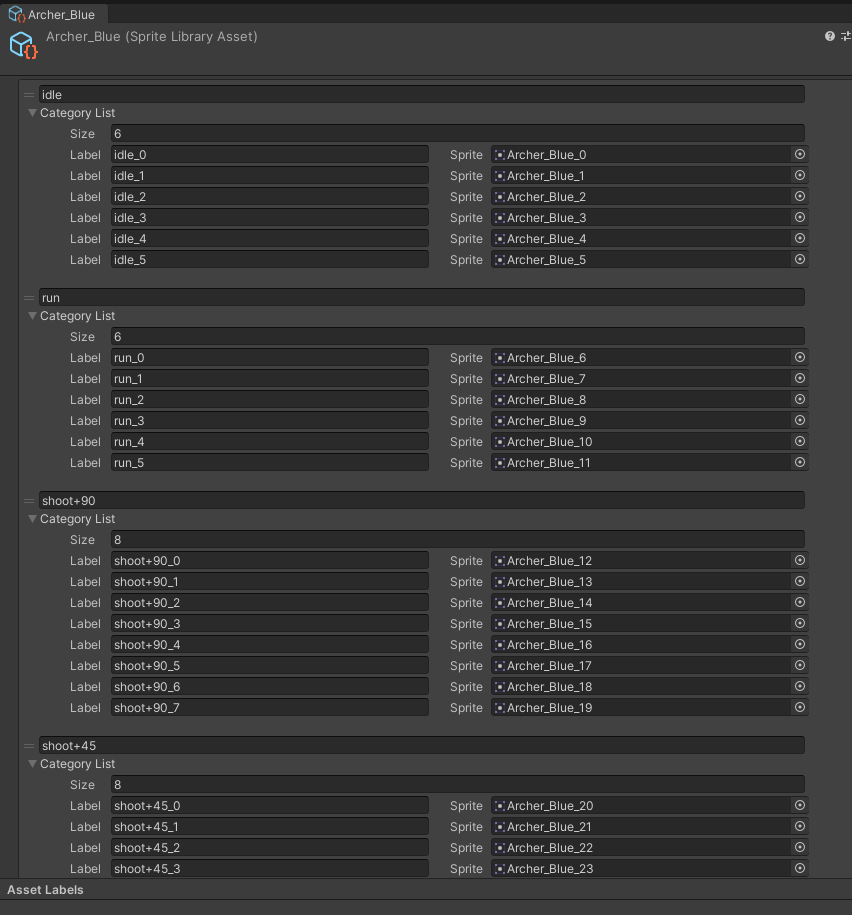 Archer_Blue
Archer_Blue (Sprite Library Asset)
idle
Category List
Size 6
Label idle_0 Sprite Archer_Blue_0
Label idle_1 Sprite Archer_Blue_1
Label idle_2 Sprite Archer_Blue_2
Label idle_3 Sprite Archer_Blue_3
Label idle_4 Sprite Archer_Blue_4
Label idle_5 Sprite Archer_Blue_5
run
Category List
Size 6
Label run_0 Sprite Archer_Blue_6
Label run_1 Sprite Archer_Blue_7
Label run_2 Sprite Archer_Blue_8
Label run_3 Sprite Archer_Blue_9
Label run_4 Sprite Archer_Blue_10
Label run_5 Sprite Archer_Blue_11
shoot+90
Category List
Size 8
Label shoot+90_0 Sprite Archer_Blue_12
Label shoot+90_1 Sprite Archer_Blue_13
Label shoot+90_2 Sprite Archer_Blue_14
Label shoot+90_3 Sprite Archer_Blue_15
Label shoot+90_4 Sprite Archer_Blue_16
Label shoot+90_5 Sprite Archer_Blue_17
Label shoot+90_6 Sprite Archer_Blue_18
Label shoot+90_7 Sprite Archer_Blue_19
shoot+45
Category List
Size 8
Label shoot+45_0 Sprite Archer_Blue_20
Label shoot+45_1 Sprite Archer_Blue_21
Label shoot+45_2 Sprite Archer_Blue_22
Label shoot+45_3 Sprite Archer_Blue_23
Asset Labels